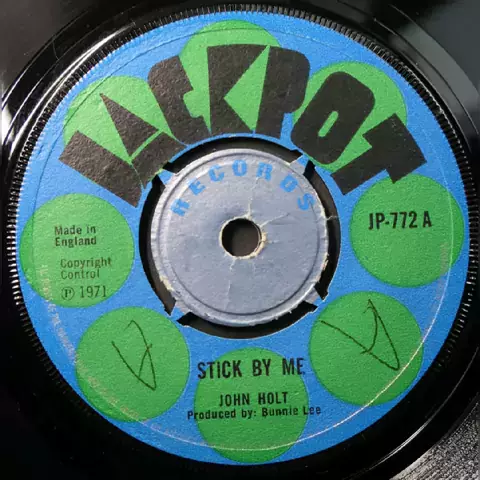 JACKPOT
RECORDS
JP-772 A
Made in
England
Copyright
Control
Ⓟ 1971
STICK BY ME
JOHN HOLT
Produced by: Bunnie Lee
A
A